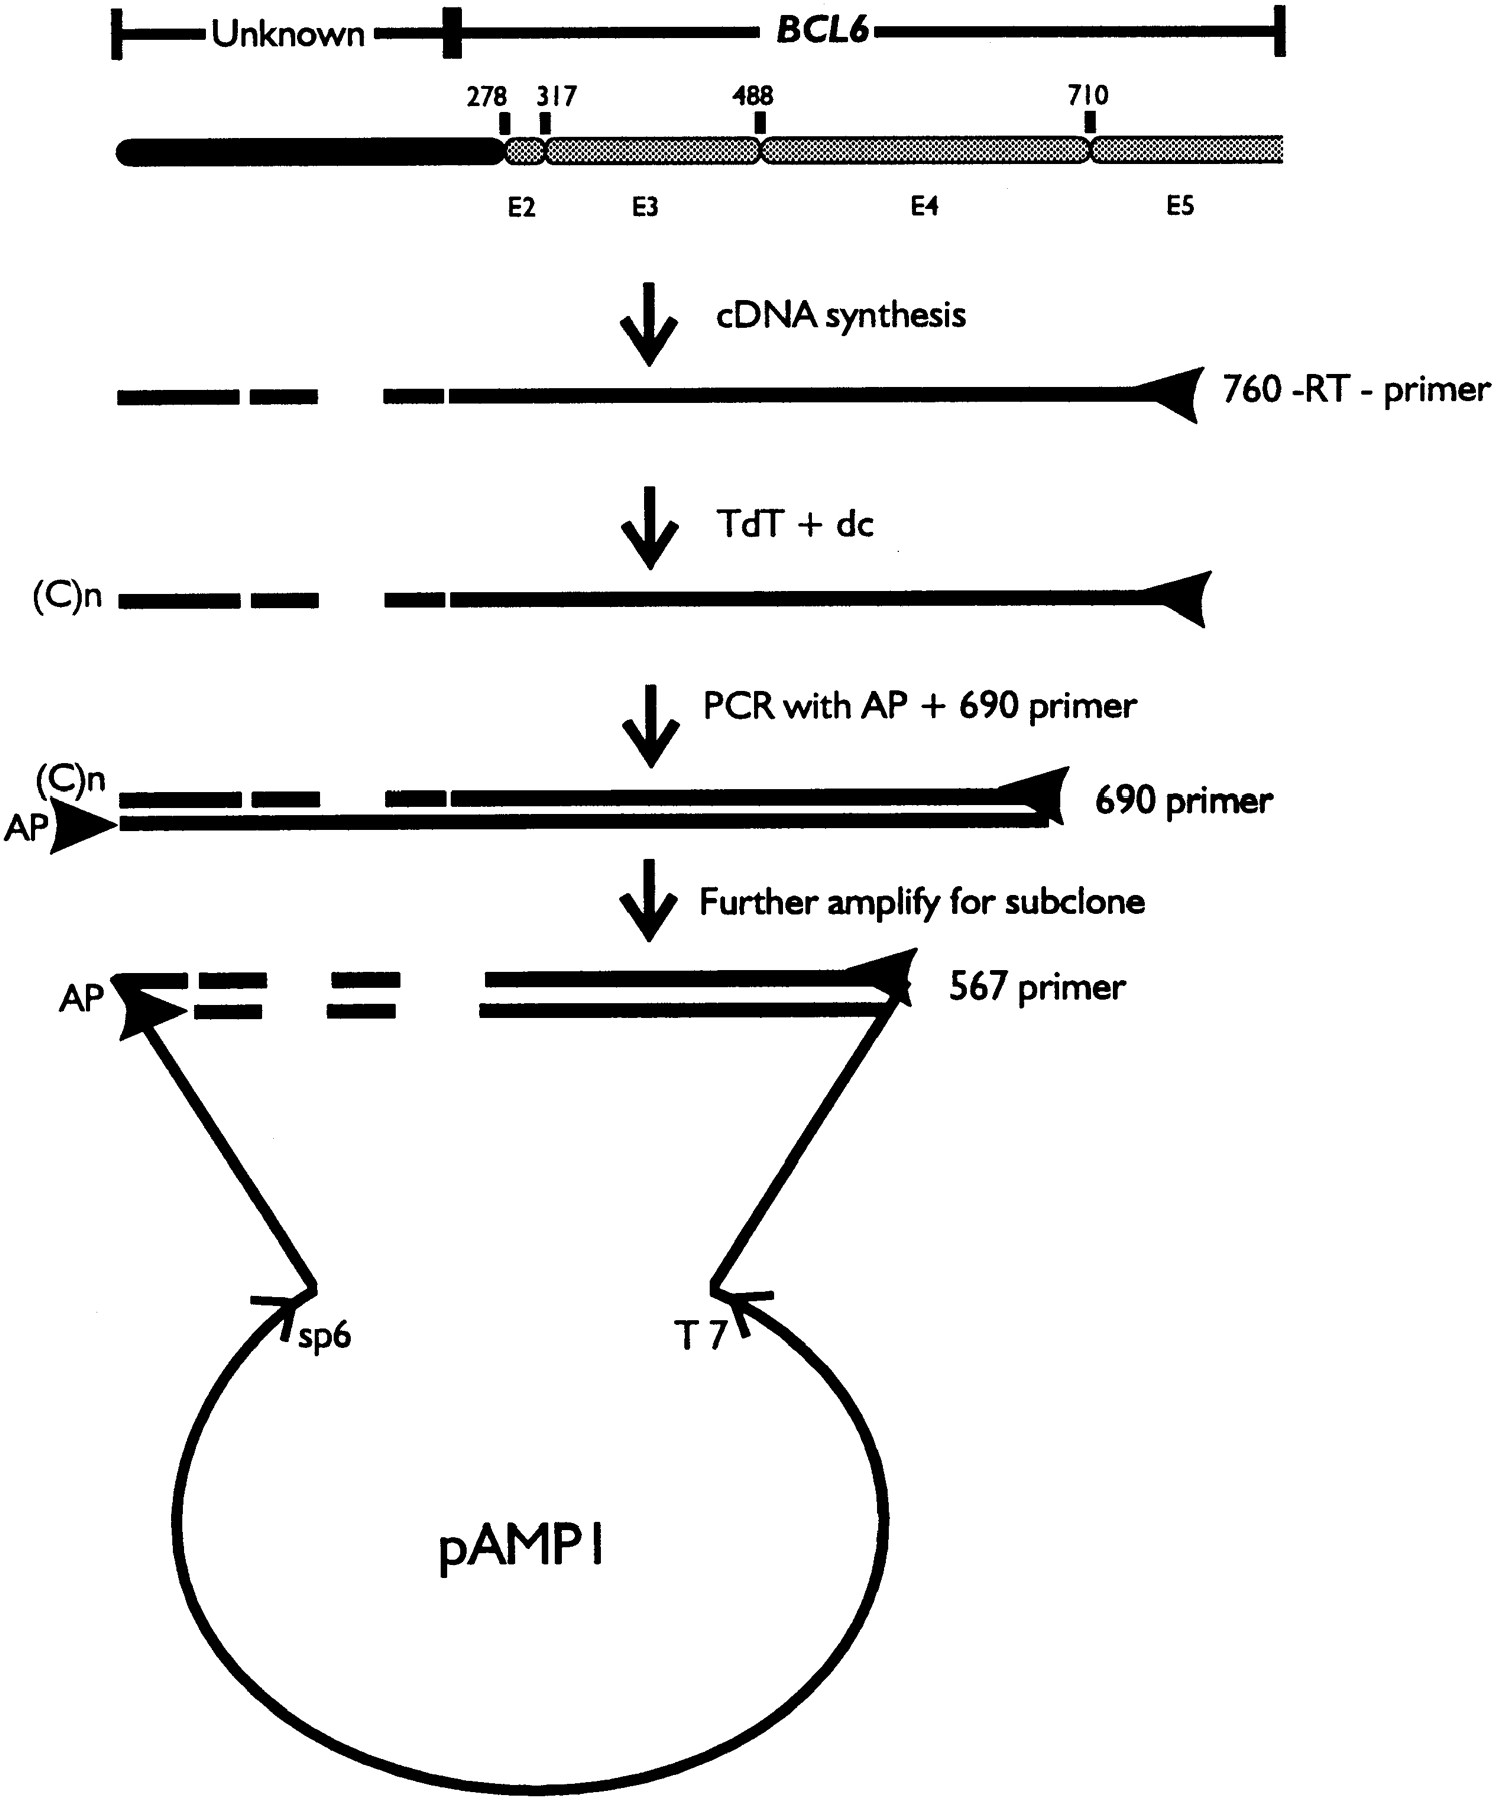 Unknown BCL6
278 317 488 710
E2 E3 E4 E5
cDNA synthesis
760 -RT - primer
TdT + dc
(C)n
PCR with AP + 690 primer
(C)n
AP
690 primer
Further amplify for subclone
AP
567 primer
sp6
T 7
pAMP1